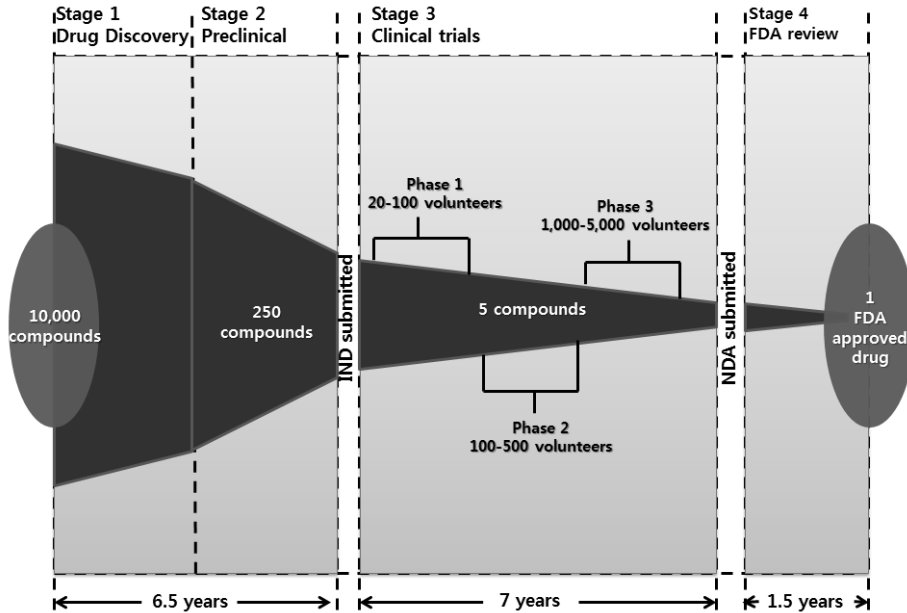 Stage 1
Drug Discovery
Stage 2
Preclinical
Stage 3
Clinical trials
Stage 4
FDA review
Phase 1
20-100 volunteers
Phase 3
1,000-5,000 volunteers
10,000
compounds
250
compounds
IND submitted
5 compounds
NDA submitted
1
FDA
approved
drug
Phase 2
100-500 volunteers
6.5 years
7 years
1.5 years